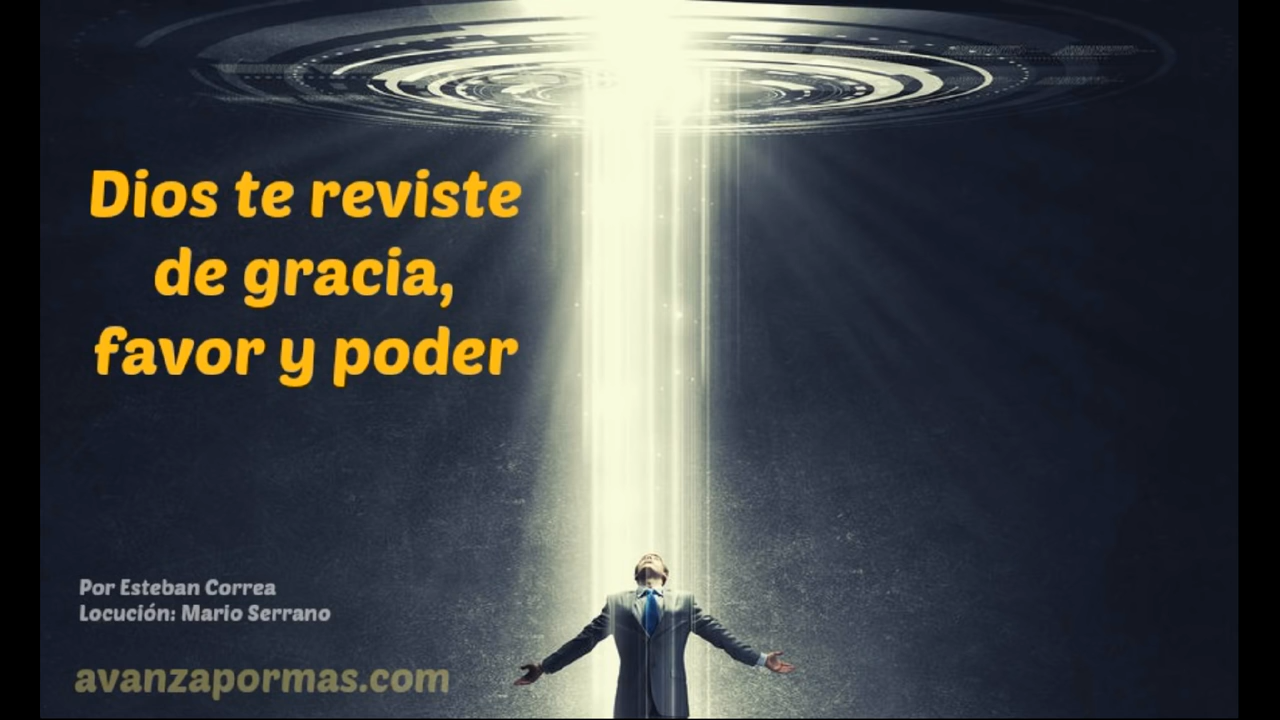 Dios te reviste
de gracia,
favor y poder
Por Esteban Correa
Locución: Mario Serrano
avanzapormas.com